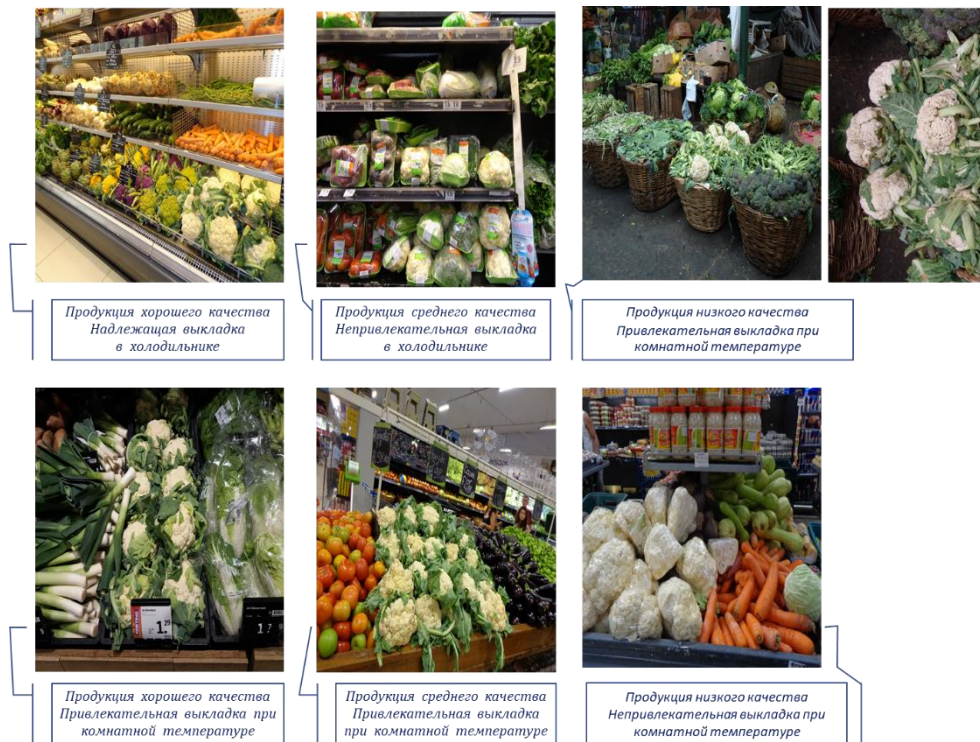 Продукция хорошего качества
Надлежащая выкладка
в холодильнике
Продукция среднего качества
Непривлекательная выкладка
в холодильнике
Продукция низкого качества
Привлекательная выкладка при
комнатной температуре
1.29
Продукция хорошего качества
Привлекательная выкладка при
комнатной температуре
Продукция среднего качества
Привлекательная выкладка
при комнатной температуре
Продукция низкого качества
Непривлекательная выкладка при
комнатной температуре